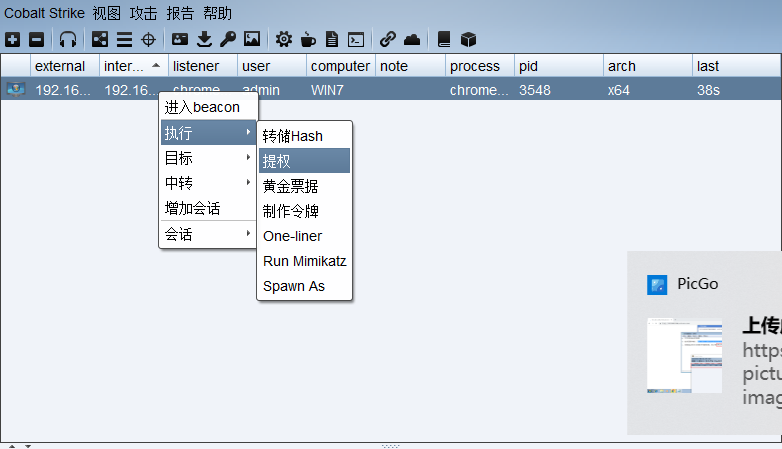 Cobalt Strike 视图 攻击 报告 帮助
external inter... listener user computer note process pid arch last
192.16... 192.16... chrome... admin WIN7 chrome... 3548 x64 38s
进入beacon
执行
目标
中转
增加会话
会话
转储Hash
提权
黄金票据
制作令牌
One-liner
Run Mimikatz
Spawn As
PicGo
上传
https
pictu
imag